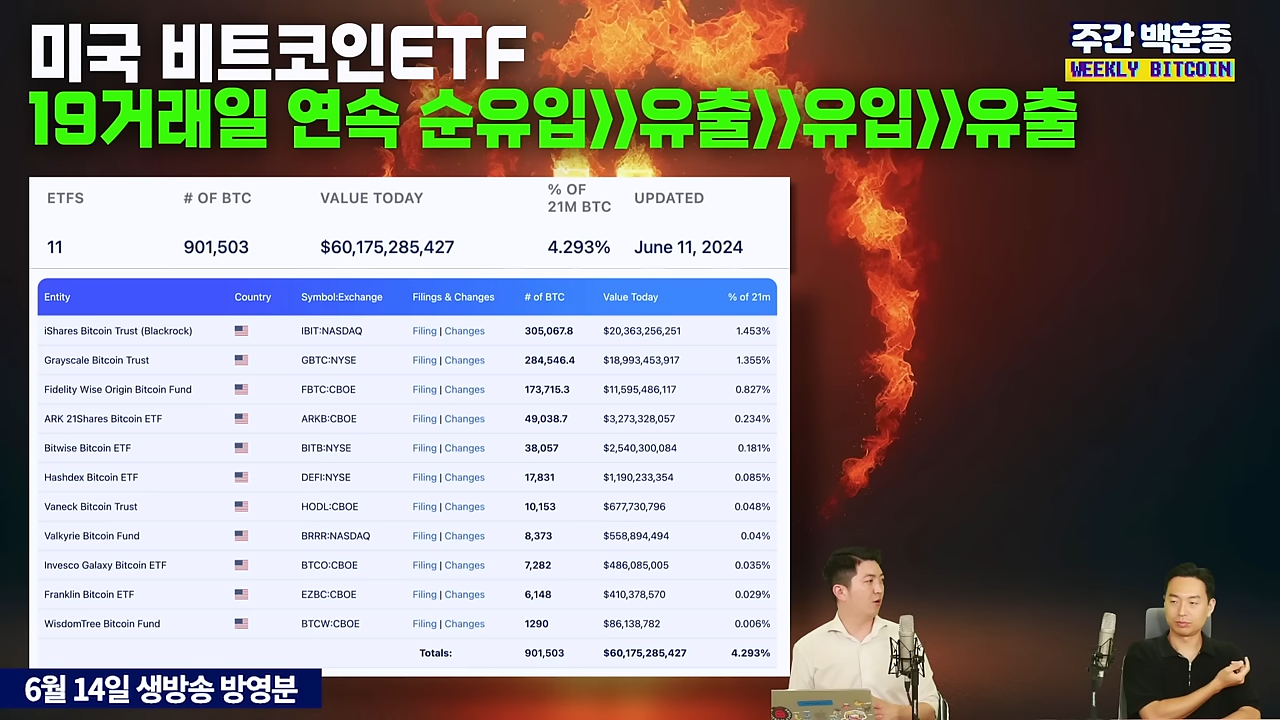 미국 비트코인ETF
19거래일 연속 순유입⟫유출⟫유입⟫유출
주간 백훈종
WEEKLY BITCOIN
ETFS # OF BTC VALUE TODAY % OF 21M BTC UPDATED
11 901,503 $60,175,285,427 4.293% June 11, 2024
Entity Country Symbol:Exchange Filings & Changes # of BTC Value Today % of 21m
iShares Bitcoin Trust (Blackrock) IBIT:NASDAQ Filing | Changes 305,067.8 $20,363,256,251 1.453%
Grayscale Bitcoin Trust GBTC:NYSE Filing | Changes 284,546.4 $18,993,453,917 1.355%
Fidelity Wise Origin Bitcoin Fund FBTC:CBOE Filing | Changes 173,715.3 $11,595,486,117 0.827%
ARK 21Shares Bitcoin ETF ARKB:CBOE Filing | Changes 49,038.7 $3,273,328,057 0.234%
Bitwise Bitcoin ETF BITB:NYSE Filing | Changes 38,057 $2,540,300,084 0.181%
Hashdex Bitcoin ETF DEFI:NYSE Filing | Changes 17,831 $1,190,233,354 0.085%
Vaneck Bitcoin Trust HODL:CBOE Filing | Changes 10,153 $677,730,796 0.048%
Valkyrie Bitcoin Fund BRRR:NASDAQ Filing | Changes 8,373 $558,894,494 0.04%
Invesco Galaxy Bitcoin ETF BTCO:CBOE Filing | Changes 7,282 $486,085,005 0.035%
Franklin Bitcoin ETF EZBC:CBOE Filing | Changes 6,148 $410,378,570 0.029%
WisdomTree Bitcoin Fund BTCW:CBOE Filing | Changes 1290 $86,138,782 0.006%
Totals: 901,503 $60,175,285,427 4.293%
6월 14일 생방송 방영분